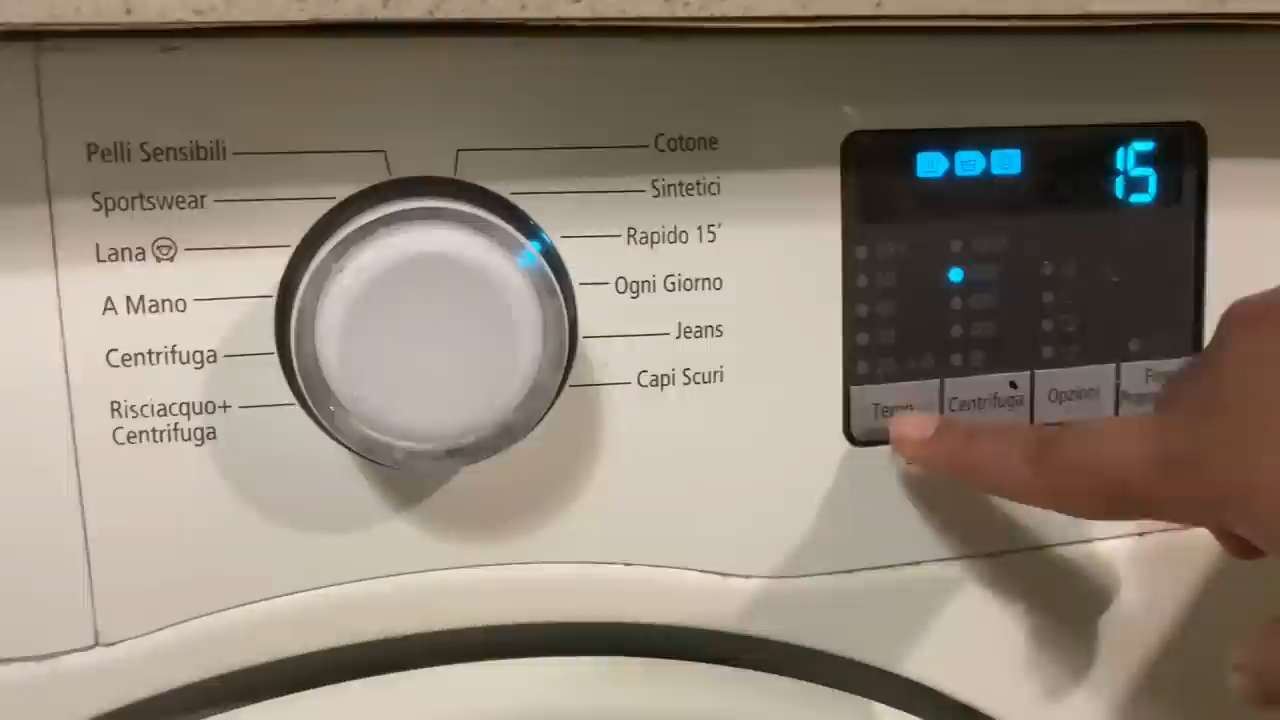 Pelli Sensibili
Sportswear
Lana
A Mano
Centrifuga
Risciacquo+
Centrifuga
Cotone
Sintetici
Rapido 15'
Ogni Giorno
Jeans
Capi Scuri
15
Centrifuga
Opzioni